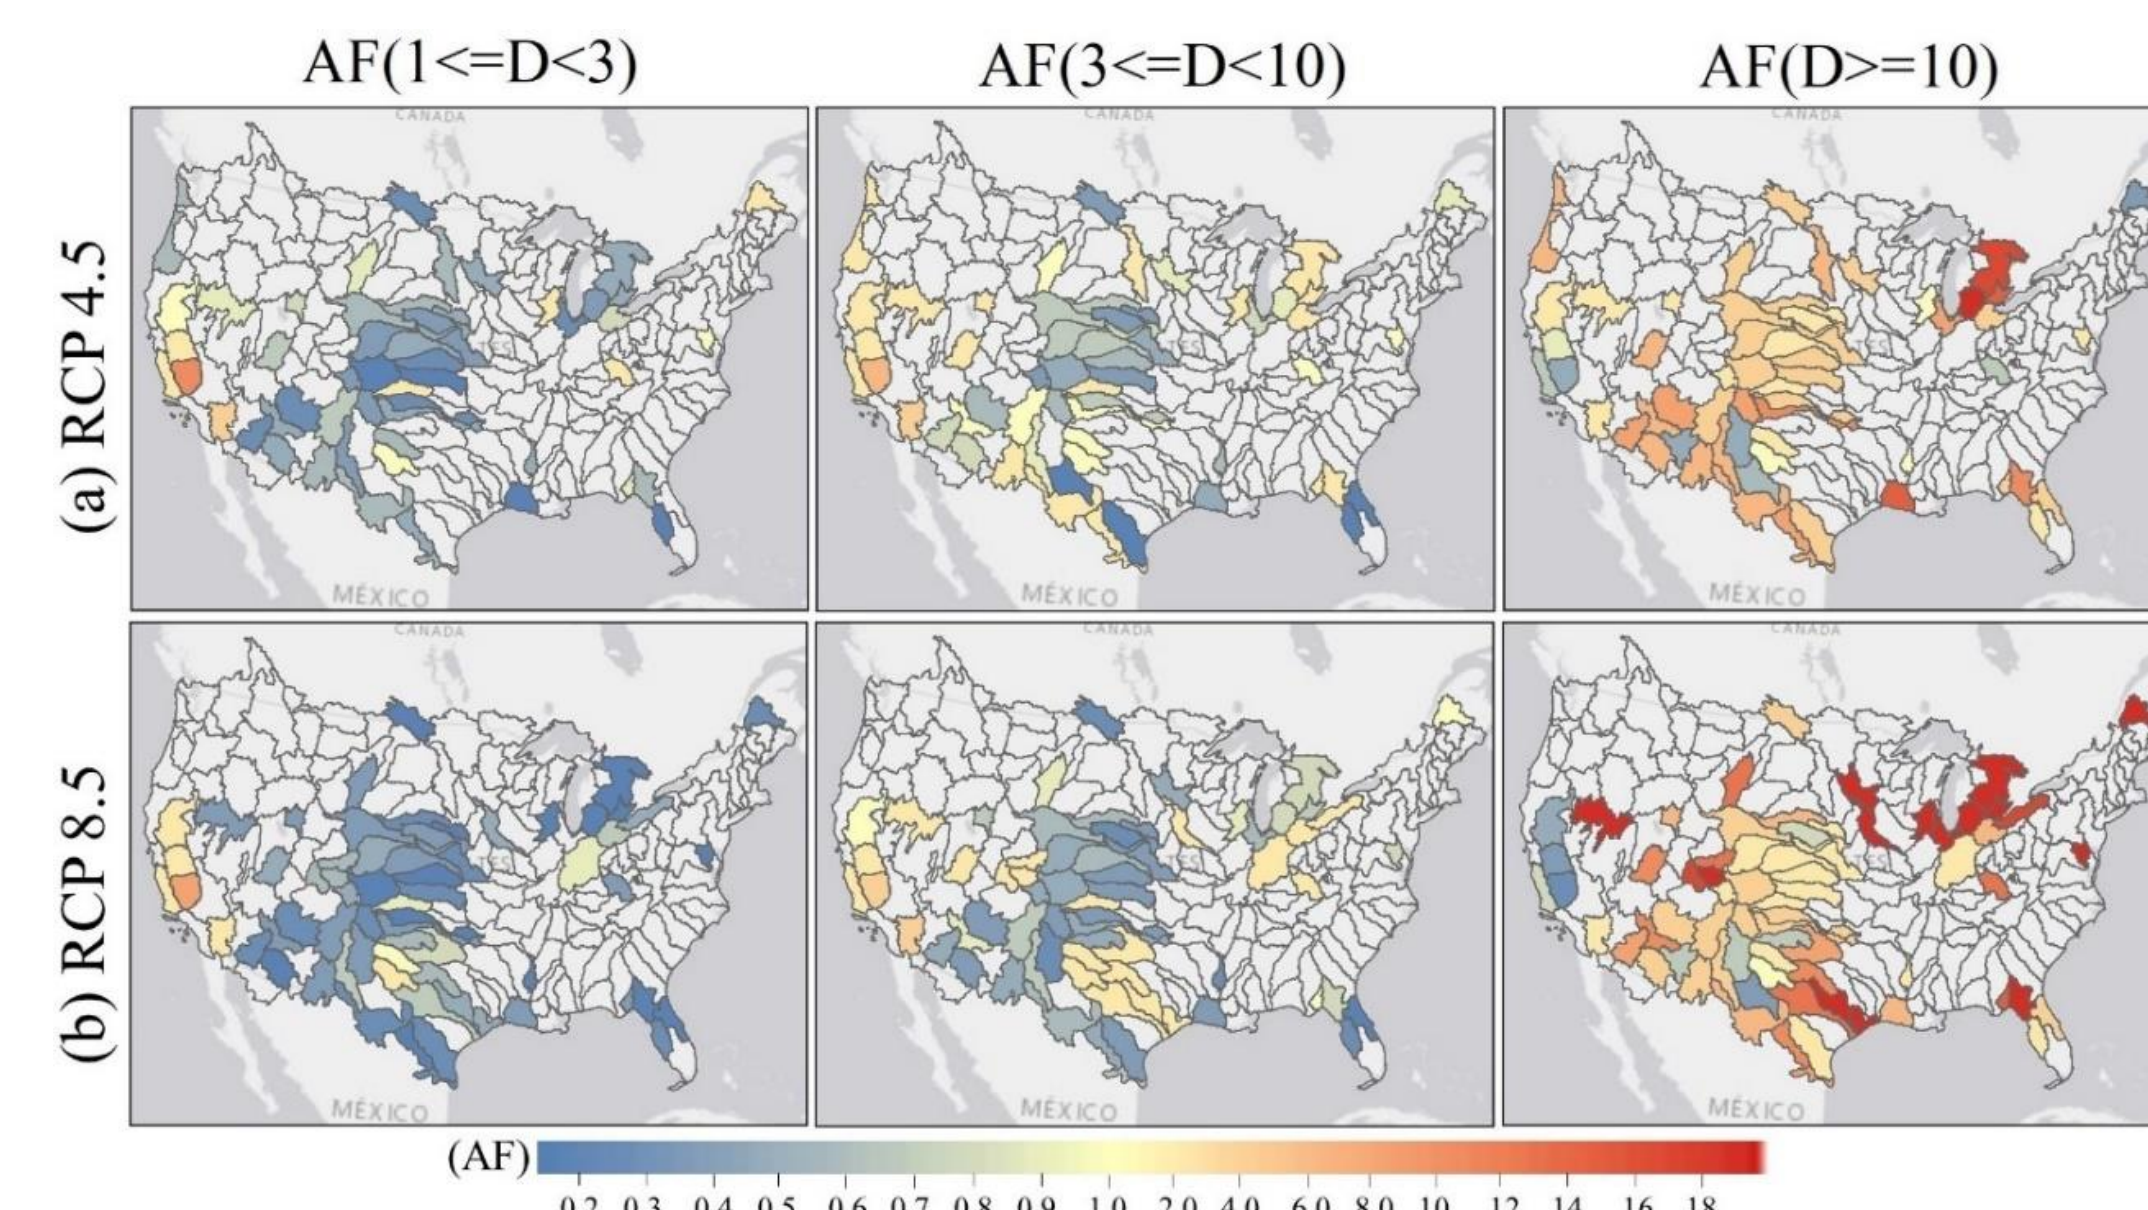 AF(1<=D<3) AF(3<=D<10) AF(D>=10)
(a) RCP 4.5
CANADA CANADA CANADA
MÉXICO MÉXICO MÉXICO
(b) RCP 8.5
CANADA CANADA CANADA
MÉXICO MÉXICO MÉXICO
(AF)
0.2 0.3 0.4 0.5 0.6 0.7 0.8 0.9 1.0 2.0 4.0 6.0 8.0 10 12 14 16 18